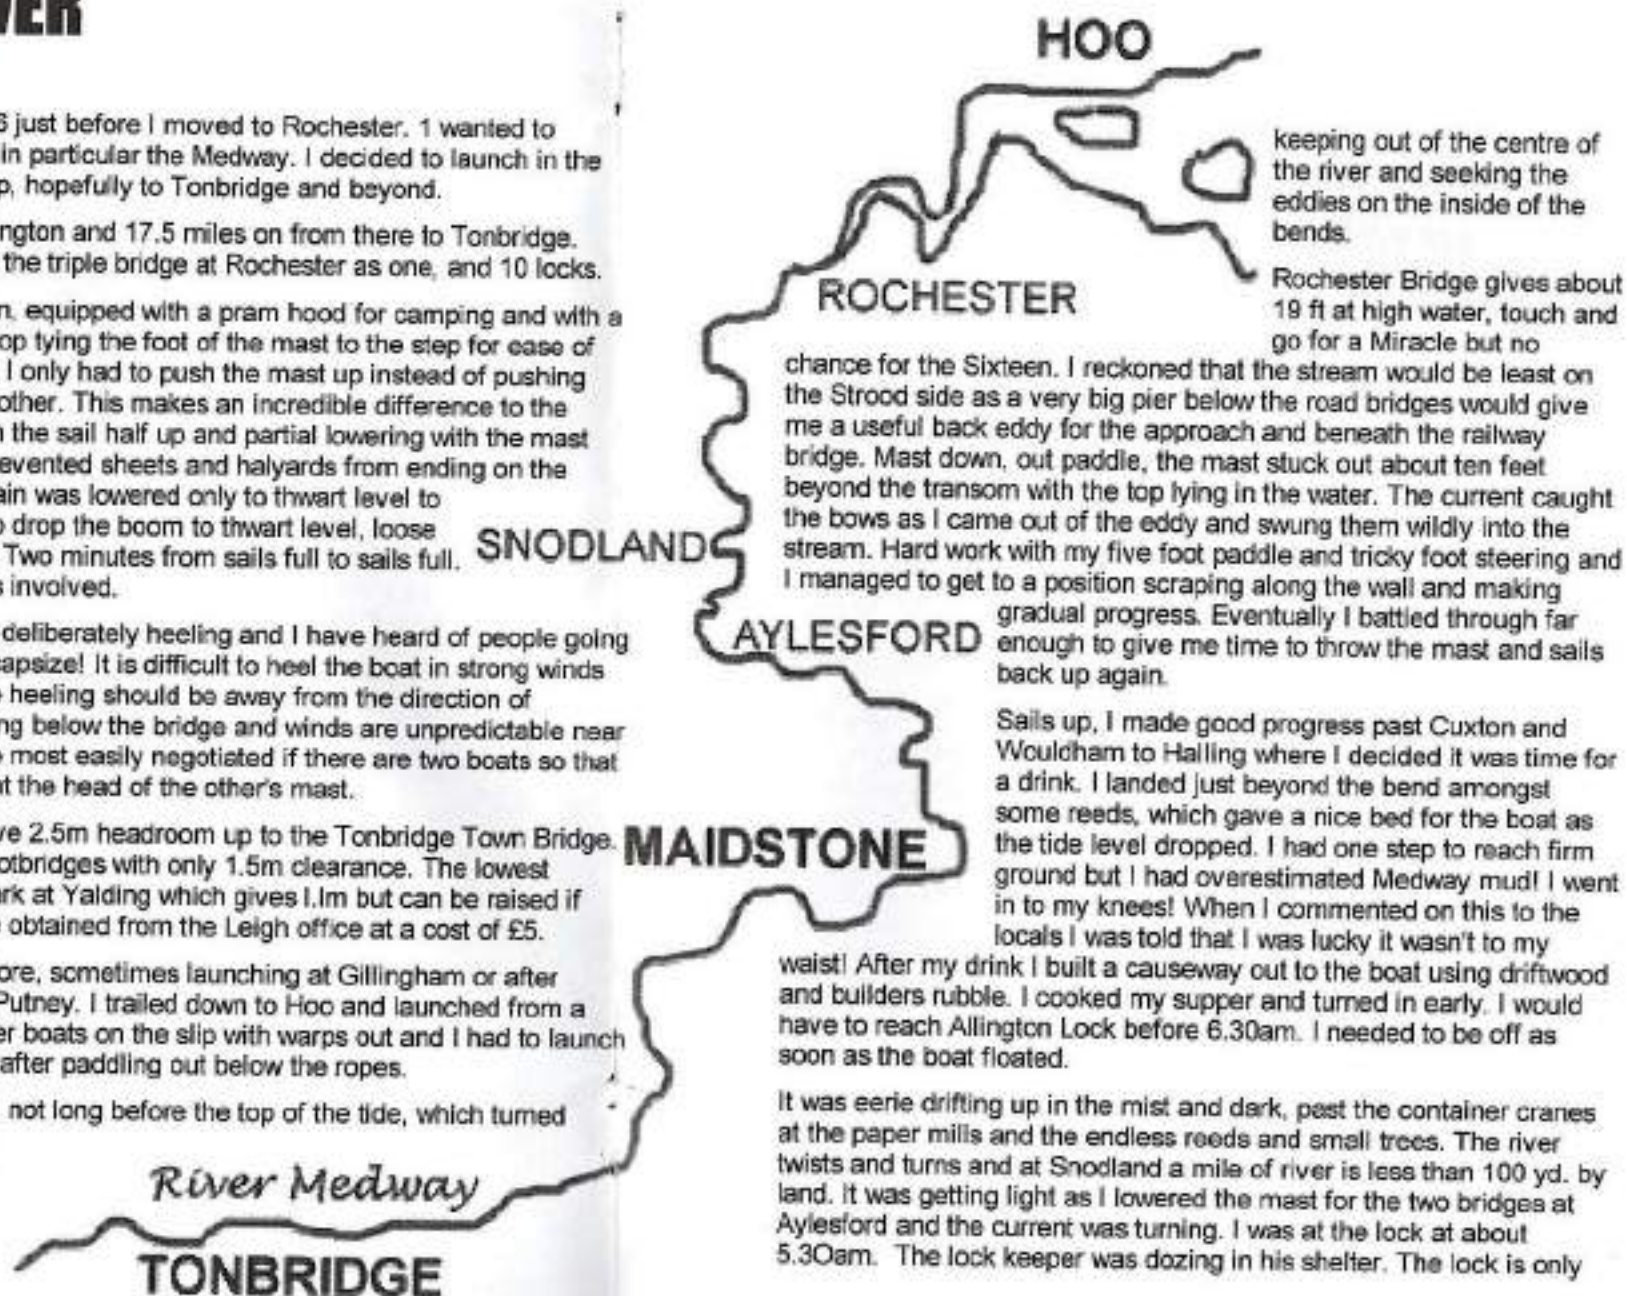 VER
6 just before I moved to Rochester. 1 wanted to
in particular the Medway. I decided to launch in the
p, hopefully to Tonbridge and beyond.
ngton and 17.5 miles on from there to Tonbridge.
the triple bridge at Rochester as one, and 10 locks.
n. equipped with a pram hood for camping and with a
op tying the foot of the mast to the step for ease of
I only had to push the mast up instead of pushing
other. This makes an incredible difference to the
the sail half up and partial lowering with the mast
evented sheets and halyards from ending on the
ain was lowered only to thwart level to
drop the boom to thwart level, loose
Two minutes from sails full to sails full.
s involved.
deliberately heeling and I have heard of people going
capsize! It is difficult to heel the boat in strong winds
heeling should be away from the direction of
ng below the bridge and winds are unpredictable near
most easily negotiated if there are two boats so that
at the head of the other's mast.
ve 2.5m headroom up to the Tonbridge Town Bridge.
otbridges with only 1.5m clearance. The lowest
ark at Yalding which gives I.Im but can be raised if
obtained from the Leigh office at a cost of £5.
ore, sometimes launching at Gillingham or after
Putney. I trailed down to Hoo and launched from a
er boats on the slip with warps out and I had to launch
after paddling out below the ropes.
not long before the top of the tide, which turned
River Medway
TONBRIDGE
HOO
ROCHESTER
SNODLAND
AYLESFORD
MAIDSTONE
keeping out of the centre of
the river and seeking the
eddies on the inside of the
bends.
Rochester Bridge gives about
19 ft at high water, touch and
go for a Miracle but no
chance for the Sixteen. I reckoned that the stream would be least on
the Strood side as a very big pier below the road bridges would give
me a useful back eddy for the approach and beneath the railway
bridge. Mast down, out paddle, the mast stuck out about ten feet
beyond the transom with the top lying in the water. The current caught
the bows as I came out of the eddy and swung them wildly into the
stream. Hard work with my five foot paddle and tricky foot steering and
I managed to get to a position scraping along the wall and making
gradual progress. Eventually I battled through far
enough to give me time to throw the mast and sails
back up again.
Sails up, I made good progress past Cuxton and
Wouldham to Halling where I decided it was time for
a drink. I landed just beyond the bend amongst
some reeds, which gave a nice bed for the boat as
the tide level dropped. I had one step to reach firm
ground but I had overestimated Medway mud! I went
in to my knees! When I commented on this to the
locals I was told that I was lucky it wasn't to my
waist! After my drink I built a causeway out to the boat using driftwood
and builders rubble. I cooked my supper and turned in early. I would
have to reach Allington Lock before 6.30am. I needed to be off as
soon as the boat floated.
It was eerie drifting up in the mist and dark, past the container cranes
at the paper mills and the endless reeds and small trees. The river
twists and turns and at Snodland a mile of river is less than 100 yd. by
land. it was getting light as I lowered the mast for the two bridges at
Aylesford and the current was turning. I was at the lock at about
5.3Oam. The lock keeper was dozing in his shelter. The lock is only